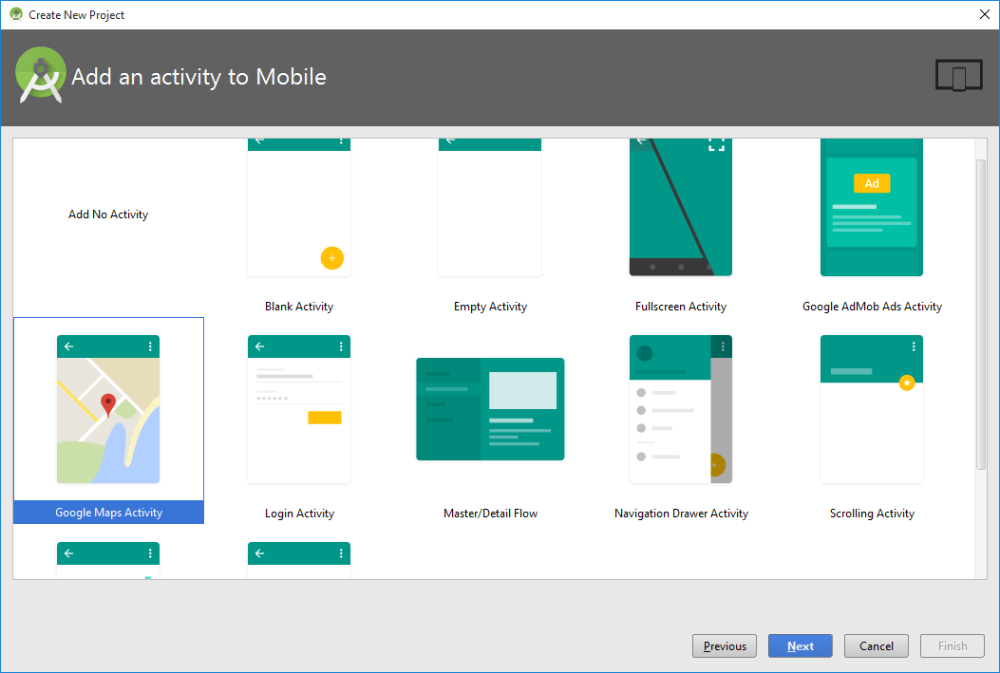 Create New Project
Add an activity to Mobile
Ad
Add No Activity
Blank Activity
Empty Activity
Fullscreen Activity
Google AdMob Ads Activity
Google Maps Activity
Login Activity
Master/Detail Flow
Navigation Drawer Activity
Scrolling Activity
Previous
Next
Cancel
Finish